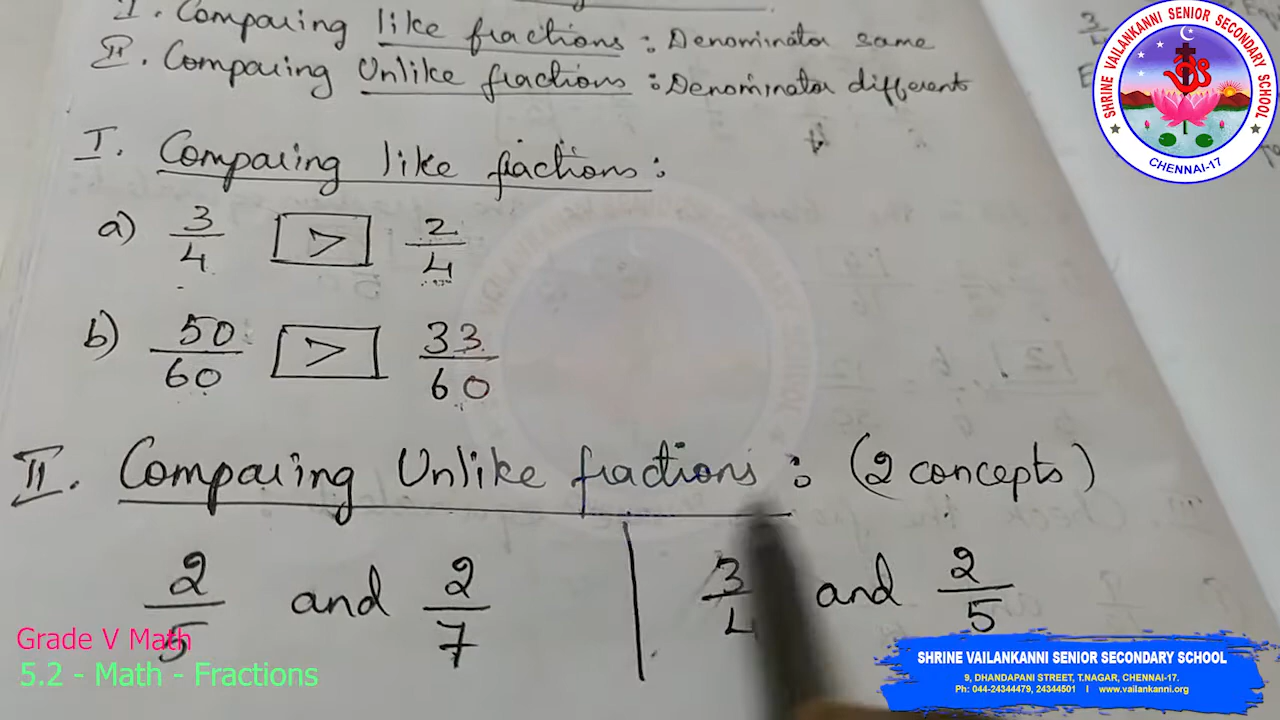 I. Comparing like fractions : Denominator same
II. Comparing Unlike fractions : Denominator different
I. Comparing like fractions :
a) 3/4 > 2/4
b) 50/60 > 33/60
II. Comparing Unlike fractions : (2 concepts)
2/5 and 2/7
3/4 and 2/5
Grade V Math
5.2 - Math - Fractions
SHRINE VAILANKANNI SENIOR SECONDARY SCHOOL
CHENNAI-17
SHRINE VAILANKANNI SENIOR SECONDARY SCHOOL
9, DHANDAPANI STREET, T.NAGAR, CHENNAI-17.
Ph: 044-24344479, 24344501 I www.vailankanni.org